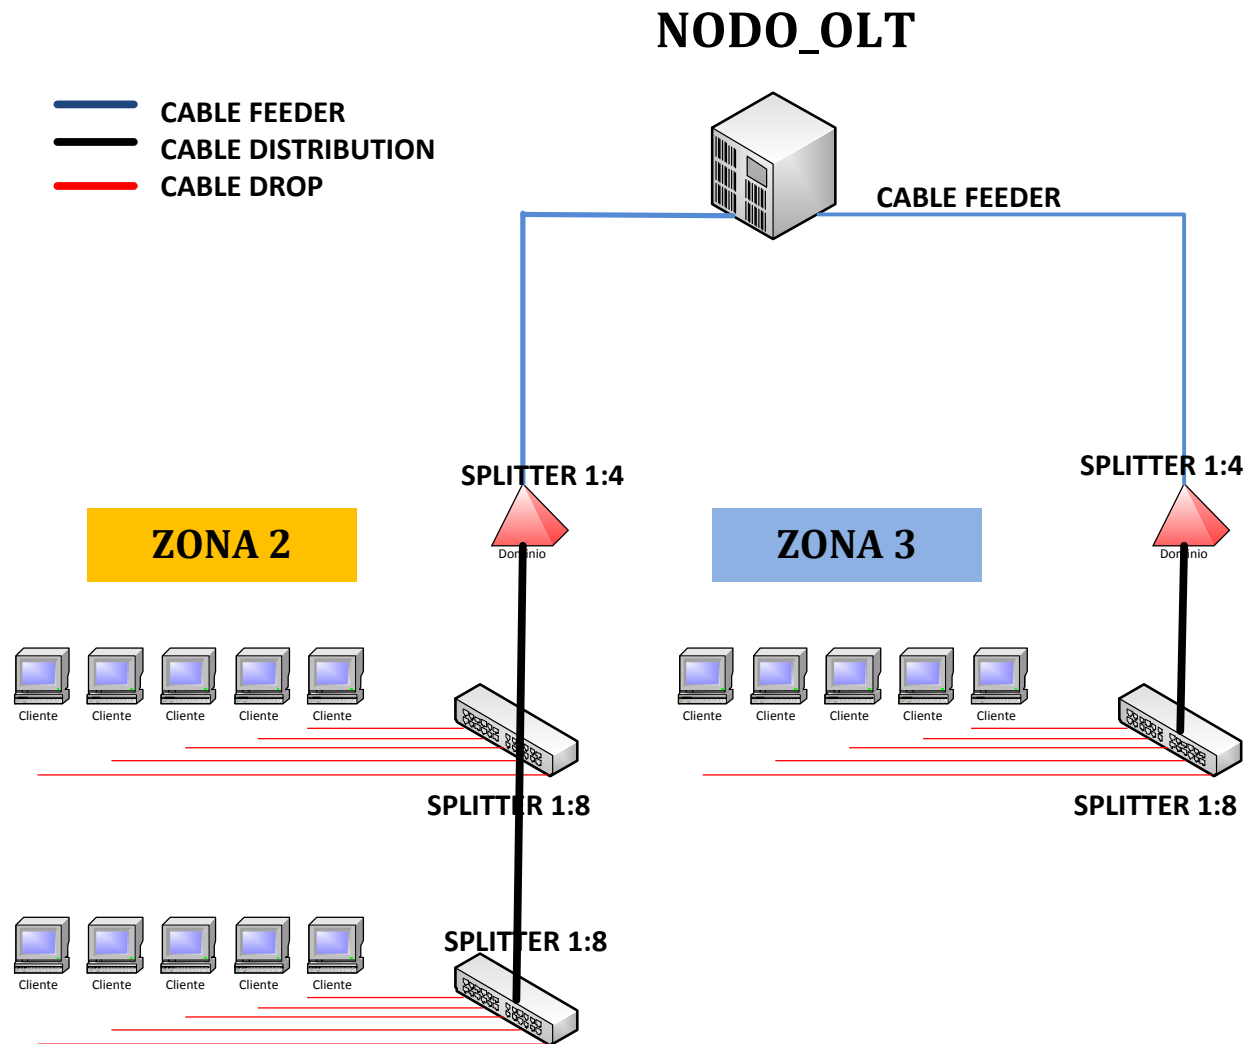 NODO_OLT
CABLE FEEDER
CABLE DISTRIBUTION
CABLE DROP
CABLE FEEDER
SPLITTER 1:4
SPLITTER 1:4
ZONA 2
Dominio
ZONA 3
Dominio
Cliente Cliente Cliente Cliente Cliente
Cliente Cliente Cliente Cliente Cliente
SPLITTER 1:8
SPLITTER 1:8
SPLITTER 1:8
Cliente Cliente Cliente Cliente Cliente